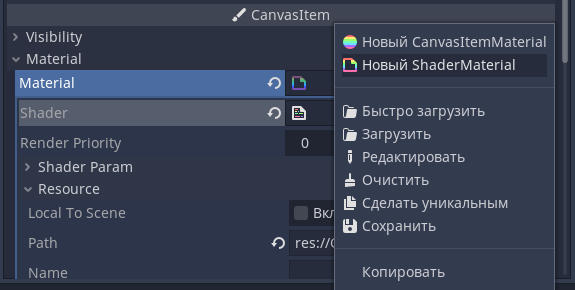 CanvasItem
Visibility
Material
Material
Shader
Render Priority 0
Shader Param
Resource
Local To Scene Вкл
Path res://
Name
Новый CanvasItemMaterial
Новый ShaderMaterial
Быстро загрузить
Загрузить
Редактировать
Очистить
Сделать уникальным
Сохранить
Копировать